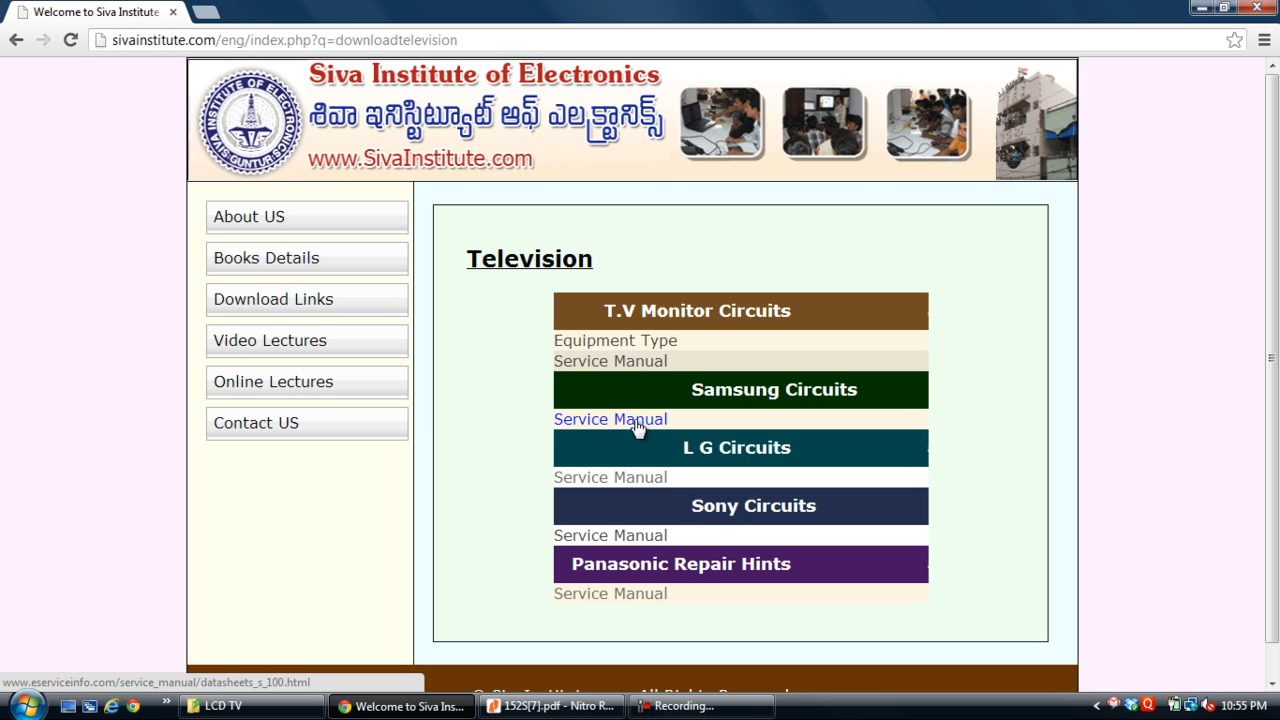 Welcome to Siva Institute
sivainstitute.com/eng/index.php?q=downloadtelevision
Siva Institute of Electronics
శివా ఇనిస్టిట్యూట్ ఆఫ్ ఎలక్ట్రానిక్స్
www.SivaInstitute.com
About US
Books Details
Download Links
Video Lectures
Online Lectures
Contact US
Television
T.V Monitor Circuits
Equipment Type
Service Manual
Samsung Circuits
Service Manual
L G Circuits
Service Manual
Sony Circuits
Service Manual
Panasonic Repair Hints
Service Manual
www.eserviceinfo.com/service_manual/datasheets_s_100.html
LCD TV
Welcome to Siva Ins...
152S[7].pdf - Nitro R...
Recording...
10:55 PM